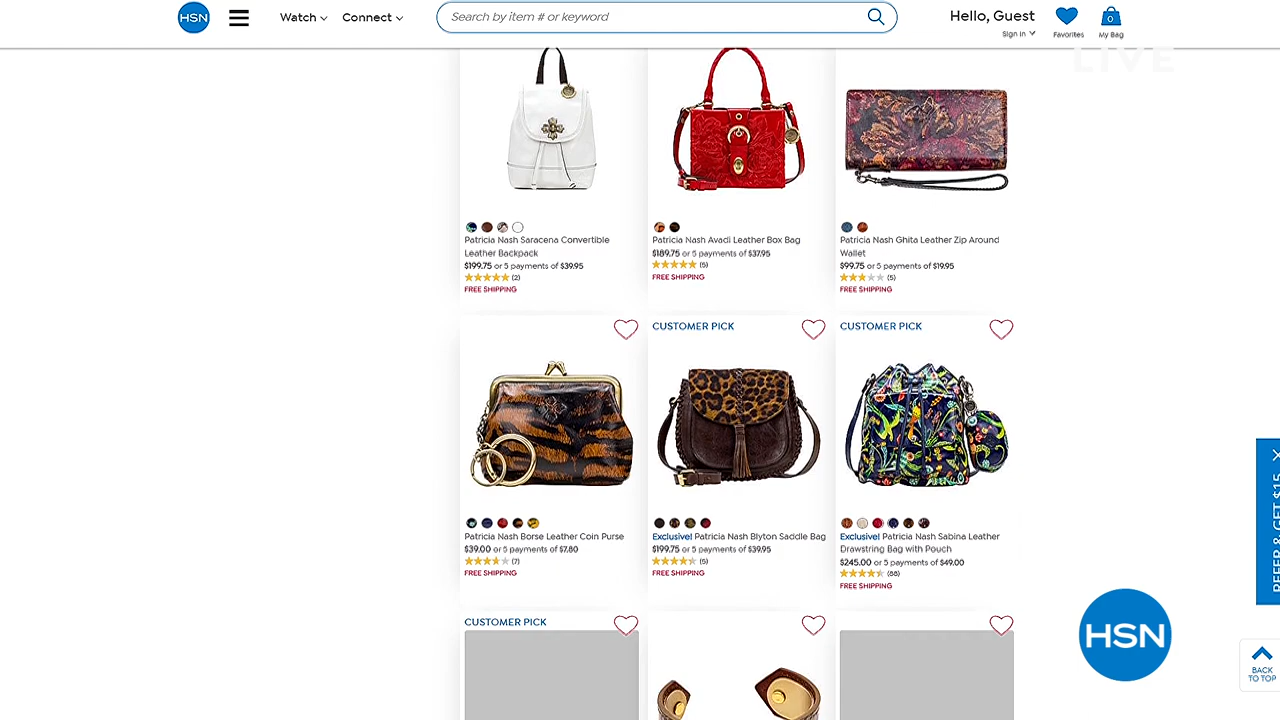 HSN
Watch
Connect
Search by item # or keyword
Hello, Guest
Sign in
Favorites
0
My Bag
LIVE
Patricia Nash Saracena Convertible
Leather Backpack
$199.75 or 5 payments of $39.95
(2)
FREE SHIPPING
Patricia Nash Avadi Leather Box Bag
$189.75 or 5 payments of $37.95
(5)
FREE SHIPPING
Patricia Nash Ghita Leather Zip Around
Wallet
$99.75 or 5 payments of $19.95
(5)
FREE SHIPPING
Patricia Nash Borse Leather Coin Purse
$39.00 or 5 payments of $7.80
(7)
FREE SHIPPING
CUSTOMER PICK
Exclusive! Patricia Nash Blyton Saddle Bag
$199.75 or 5 payments of $39.95
(5)
FREE SHIPPING
CUSTOMER PICK
Exclusive! Patricia Nash Sabina Leather
Drawstring Bag with Pouch
$245.00 or 5 payments of $49.00
(88)
FREE SHIPPING
CUSTOMER PICK
REFER & GET $15
HSN
BACK
TO TOP